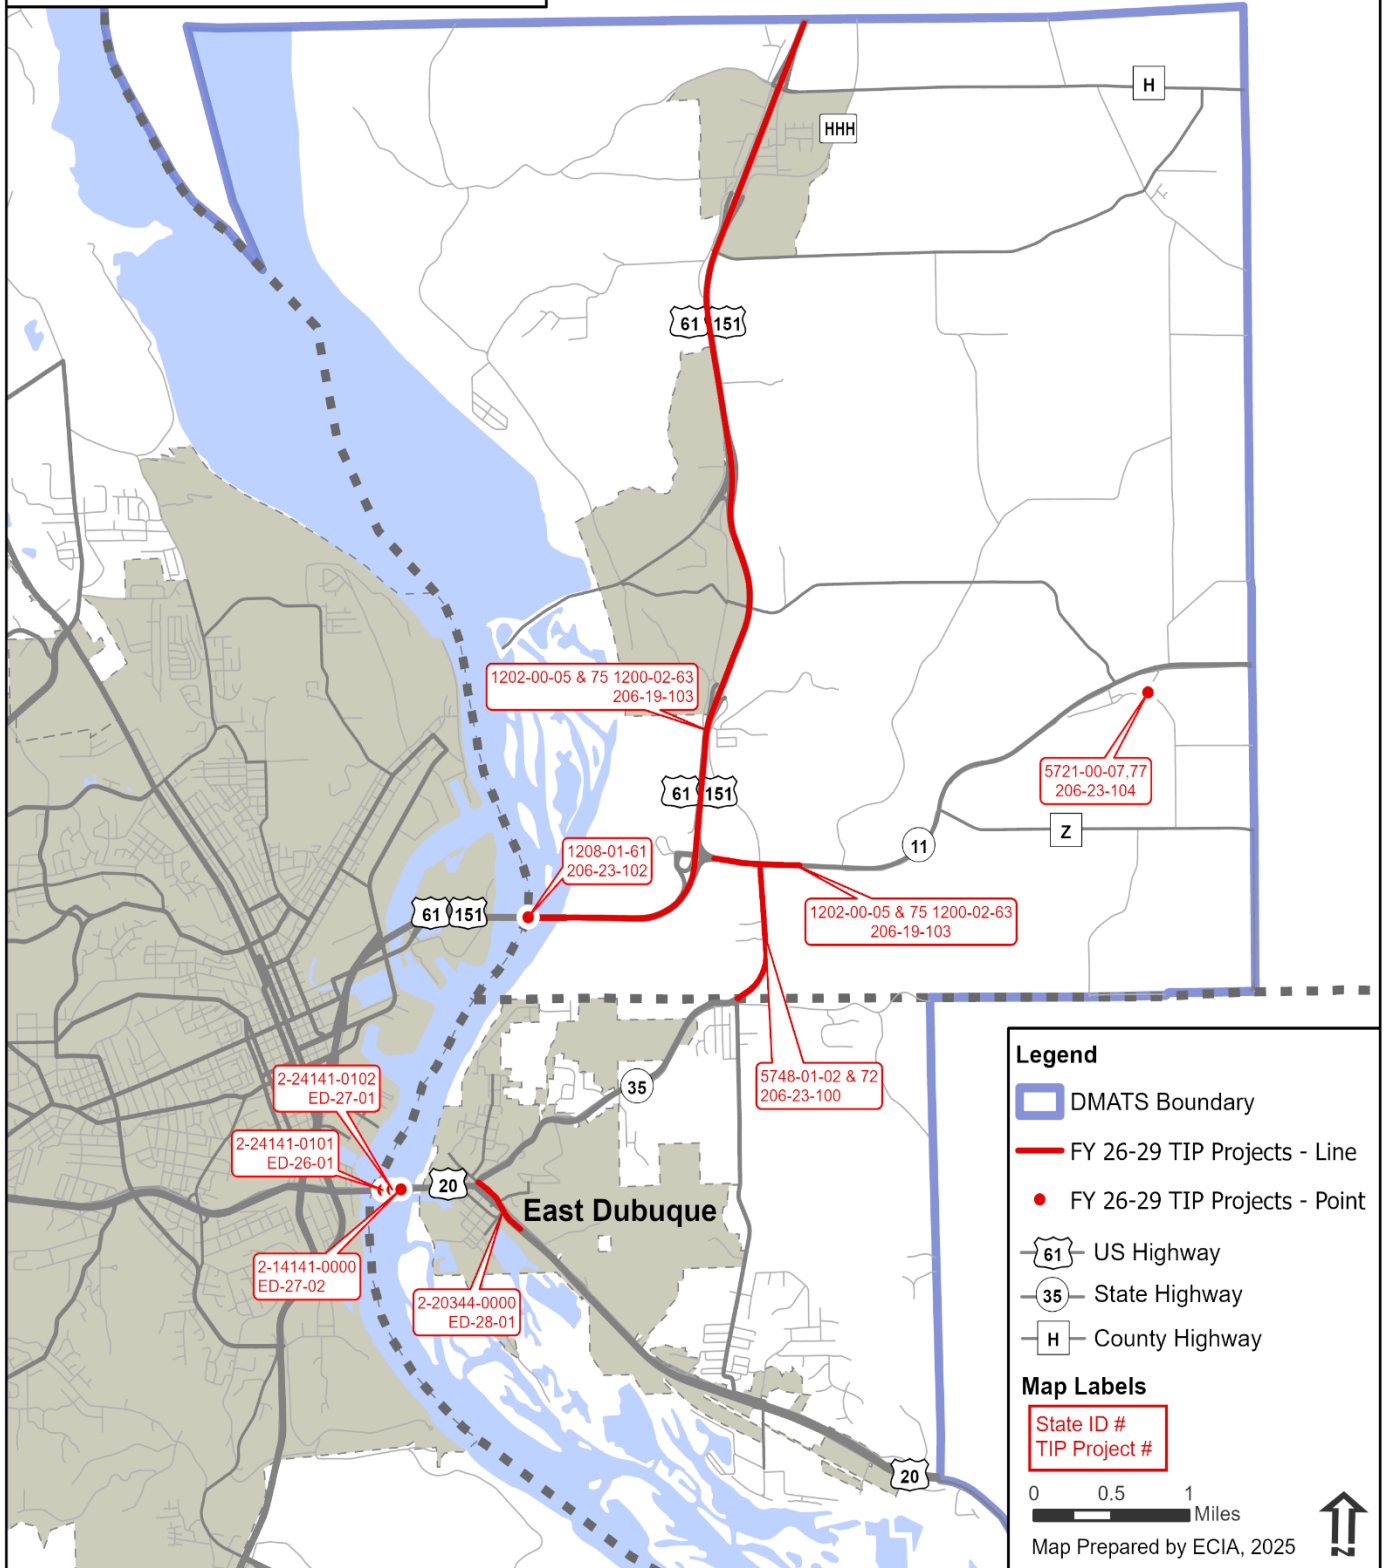 H
HHH
61 151
1202-00-05 & 75 1200-02-63
206-19-103
5721-00-07,77
206-23-104
61 151
Z
11
1208-01-61
206-23-102
61 151
1202-00-05 & 75 1200-02-63
206-19-103
5748-01-02 & 72
206-23-100
35
2-24141-0102
ED-27-01
2-24141-0101
ED-26-01
20
East Dubuque
2-14141-0000
ED-27-02
2-20344-0000
ED-28-01
20
Legend
DMATS Boundary
FY 26-29 TIP Projects - Line
FY 26-29 TIP Projects - Point
61 US Highway
35 State Highway
H County Highway
Map Labels
State ID #
TIP Project #
0 0.5 1
Miles
Map Prepared by ECIA, 2025
N